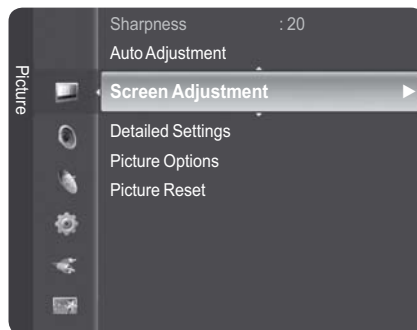 Picture
Sharpness : 20
Auto Adjustment
Screen Adjustment
Detailed Settings
Picture Options
Picture Reset